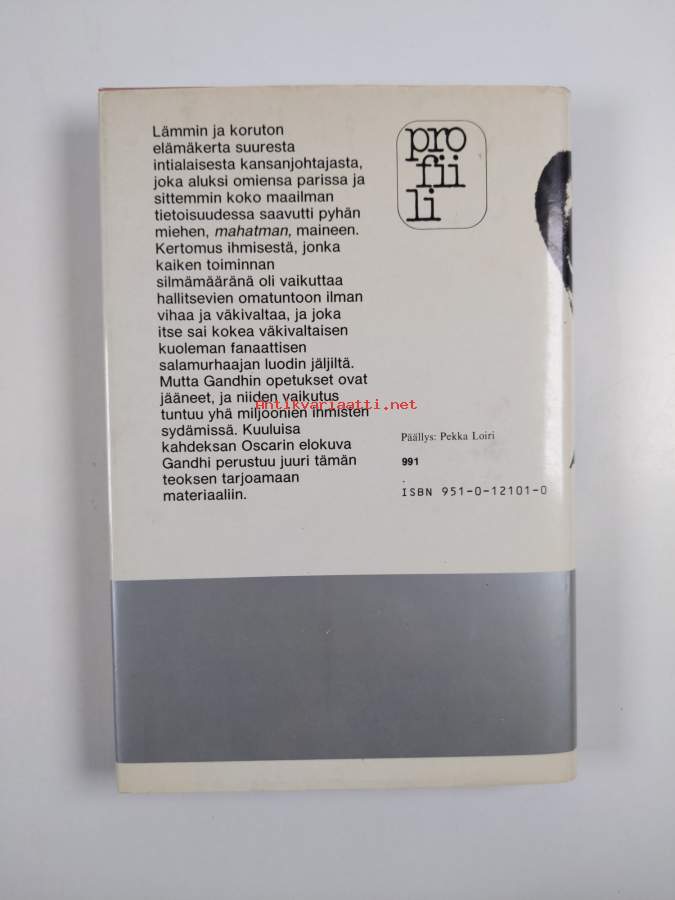 Lämmin ja koruton
elämäkerta suuresta
intialaisesta kansanjohtajasta,
joka aluksi omiensa parissa ja
sittemmin koko maailman
tietoisuudessa saavutti pyhän
miehen, mahatman, maineen.
Kertomus ihmisestä, jonka
kaiken toiminnan
silmämääränä oli vaikuttaa
hallitsevien omatuntoon ilman
vihaa ja väkivaltaa, ja joka
itse sai kokea väkivaltaisen
kuoleman fanaattisen
salamurhaajan luodin jäljiltä.
Mutta Gandhin opetukset ovat
jääneet, ja niiden vaikutus
tuntuu yhä miljoonien ihmisten
sydämissä. Kuuluisa
kahdeksan Oscarin elokuva
Gandhi perustuu juuri tämän
teoksen tarjoamaan
materiaaliin.
pro
fii
li
Antikvariaatti.net
Päällys: Pekka Loiri
991
ISBN 951-0-12101-0